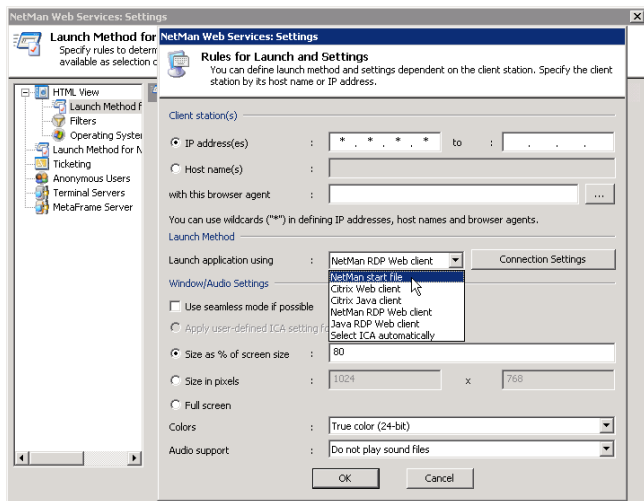 NetMan Web Services: Settings
Launch Method for
Specify rules to determ
available as selection c
HTML View
Launch Method f
Filters
Operating System
Launch Method for N
Ticketing
Anonymous Users
Terminal Servers
MetaFrame Server
NetMan Web Services: Settings
Rules for Launch and Settings
You can define launch method and settings dependent on the client station. Specify the client
station by its host name or IP address.
Client station(s)
IP address(es) : * . * . * . * to : . . .
Host name(s) :
with this browser agent : ...
You can use wildcards ("*") in defining IP addresses, host names and browser agents.
Launch Method
Launch application using : NetMan RDP Web client Connection Settings
NetMan start file
Citrix Web client
Citrix Java client
NetMan RDP Web client
Java RDP Web client
Select ICA automatically
Window/Audio Settings
Use seamless mode if possible
Apply user-defined ICA setting fo
Size as % of screen size : 80
Size in pixels : 1024 x 768
Full screen
Colors : True color (24-bit)
Audio support : Do not play sound files
OK Cancel